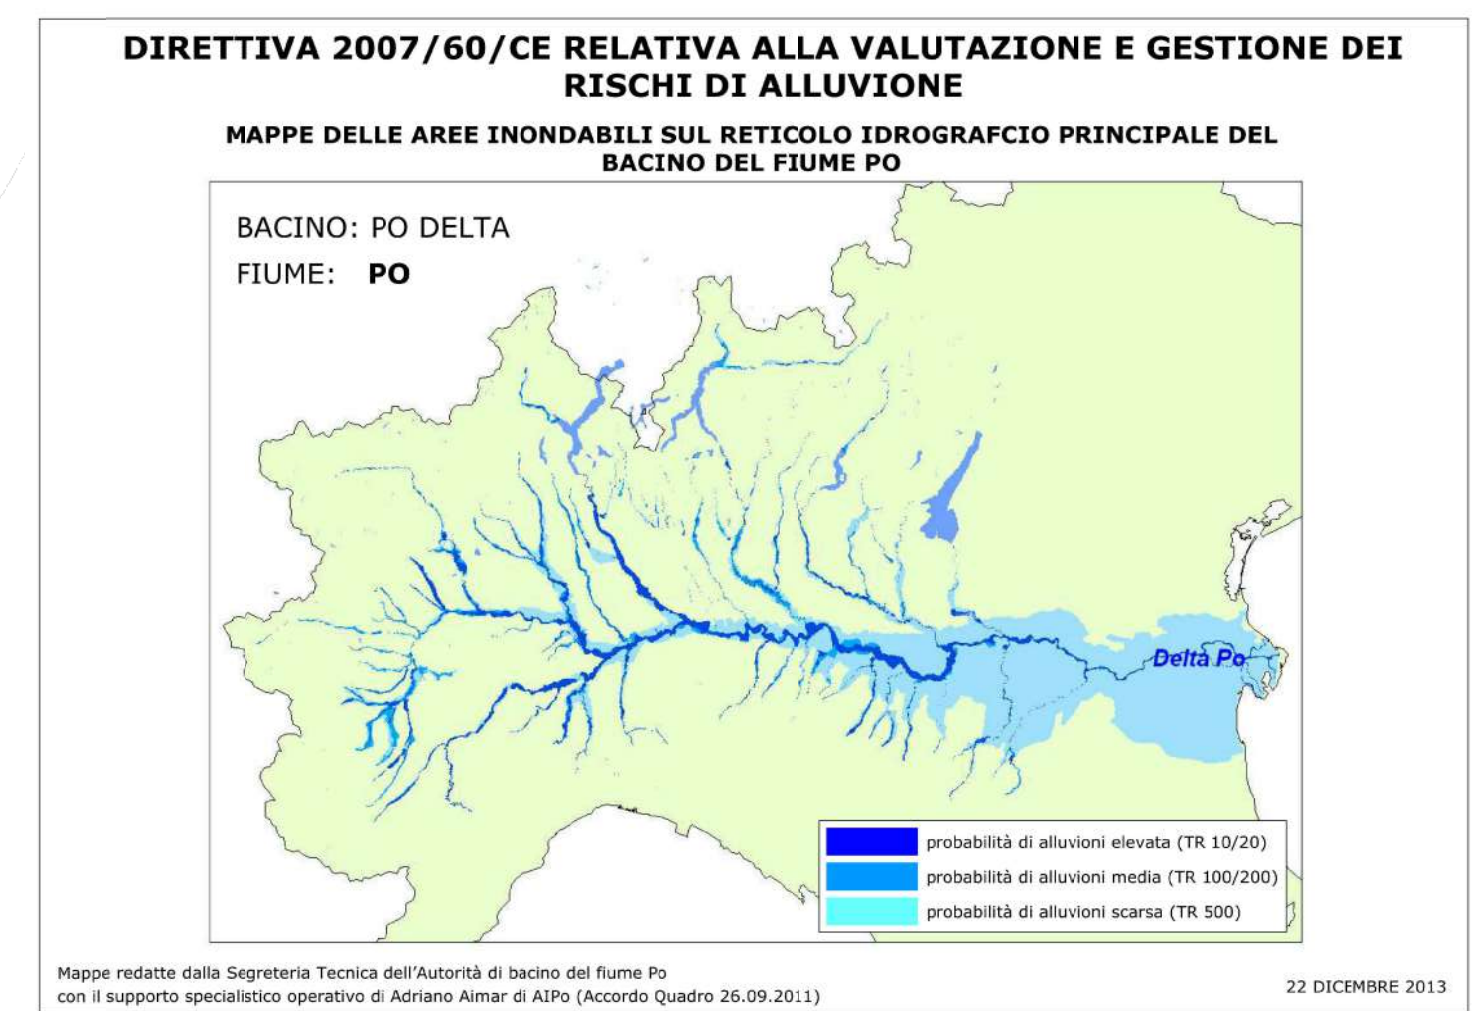 DIRETTIVA 2007/60/CE RELATIVA ALLA VALUTAZIONE E GESTIONE DEI
RISCHI DI ALLUVIONE
MAPPE DELLE AREE INONDABILI SUL RETICOLO IDROGRAFCIO PRINCIPALE DEL
BACINO DEL FIUME PO
BACINO: PO DELTA
FIUME: PO
Delta Po
probabilità di alluvioni elevata (TR 10/20)
probabilità di alluvioni media (TR 100/200)
probabilità di alluvioni scarsa (TR 500)
Mappe redatte dalla Segreteria Tecnica dell'Autorità di bacino del fiume Po
con il supporto specialistico operativo di Adriano Aimar di AIPo (Accordo Quadro 26.09.2011)
22 DICEMBRE 2013